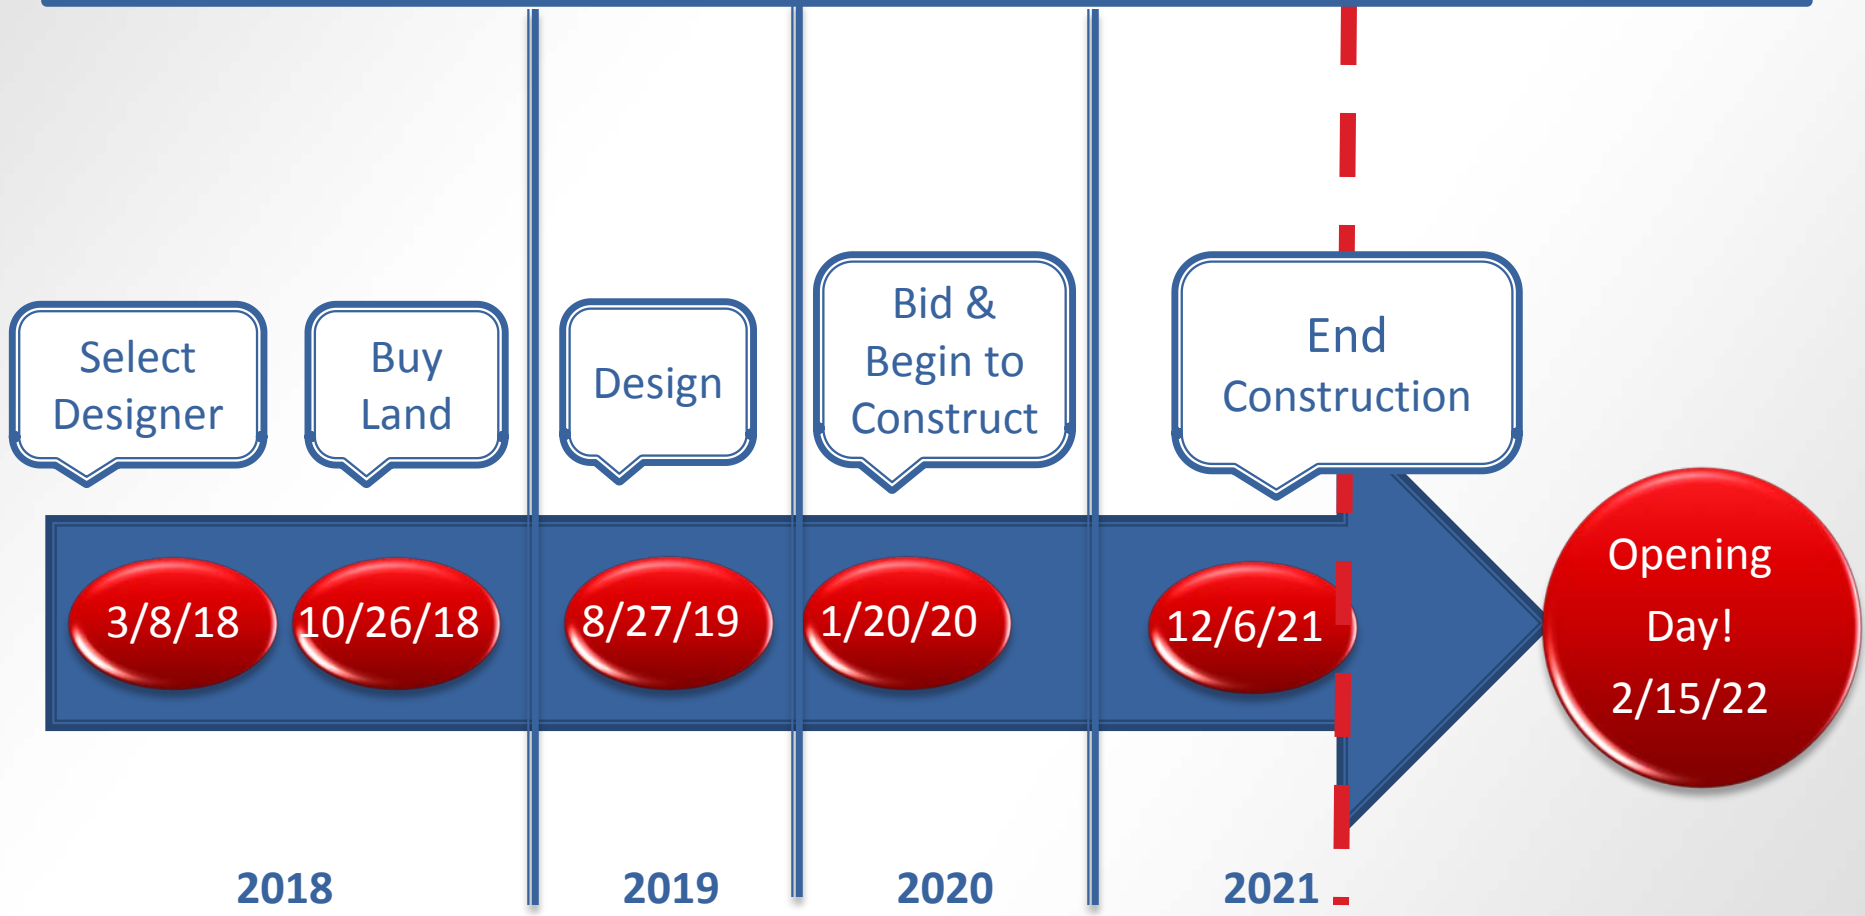 Select
Designer
Buy
Land
Design
Bid &
Begin to
Construct
End
Construction
3/8/18
10/26/18
8/27/19
1/20/20
12/6/21
Opening
Day!
2/15/22
2018
2019
2020
2021